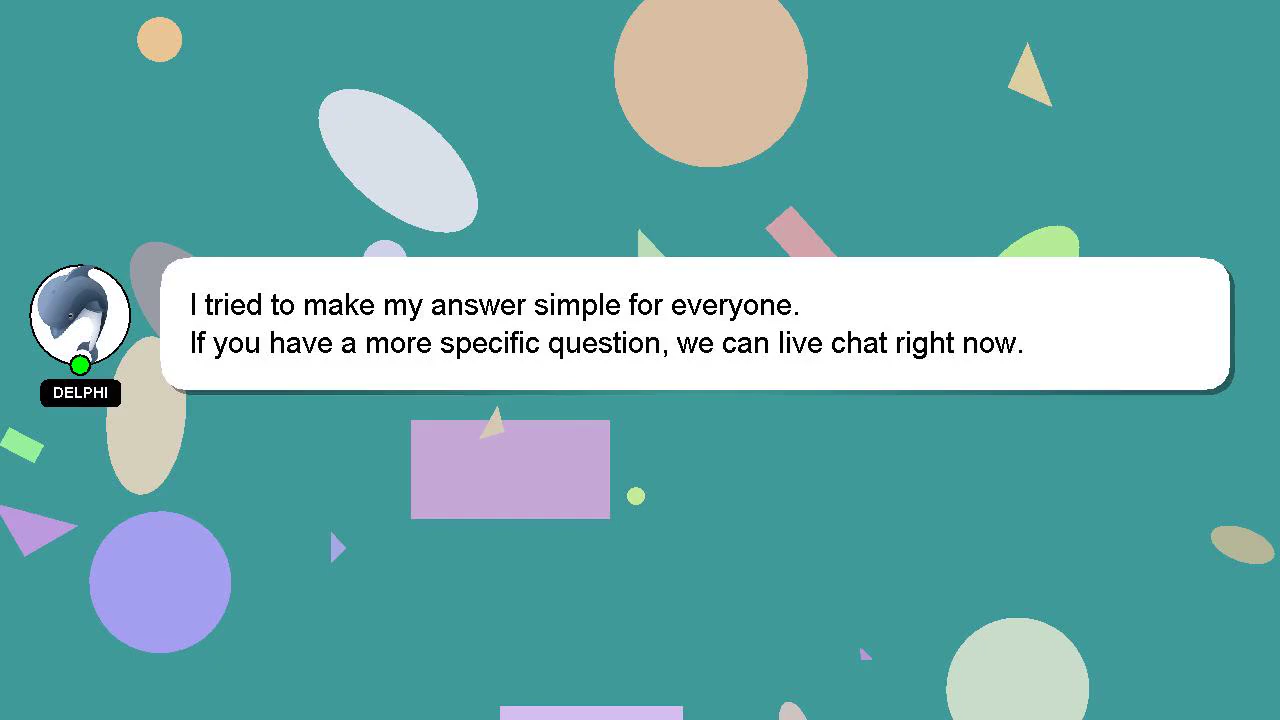 I tried to make my answer simple for everyone.
If you have a more specific question, we can live chat right now.
DELPHI